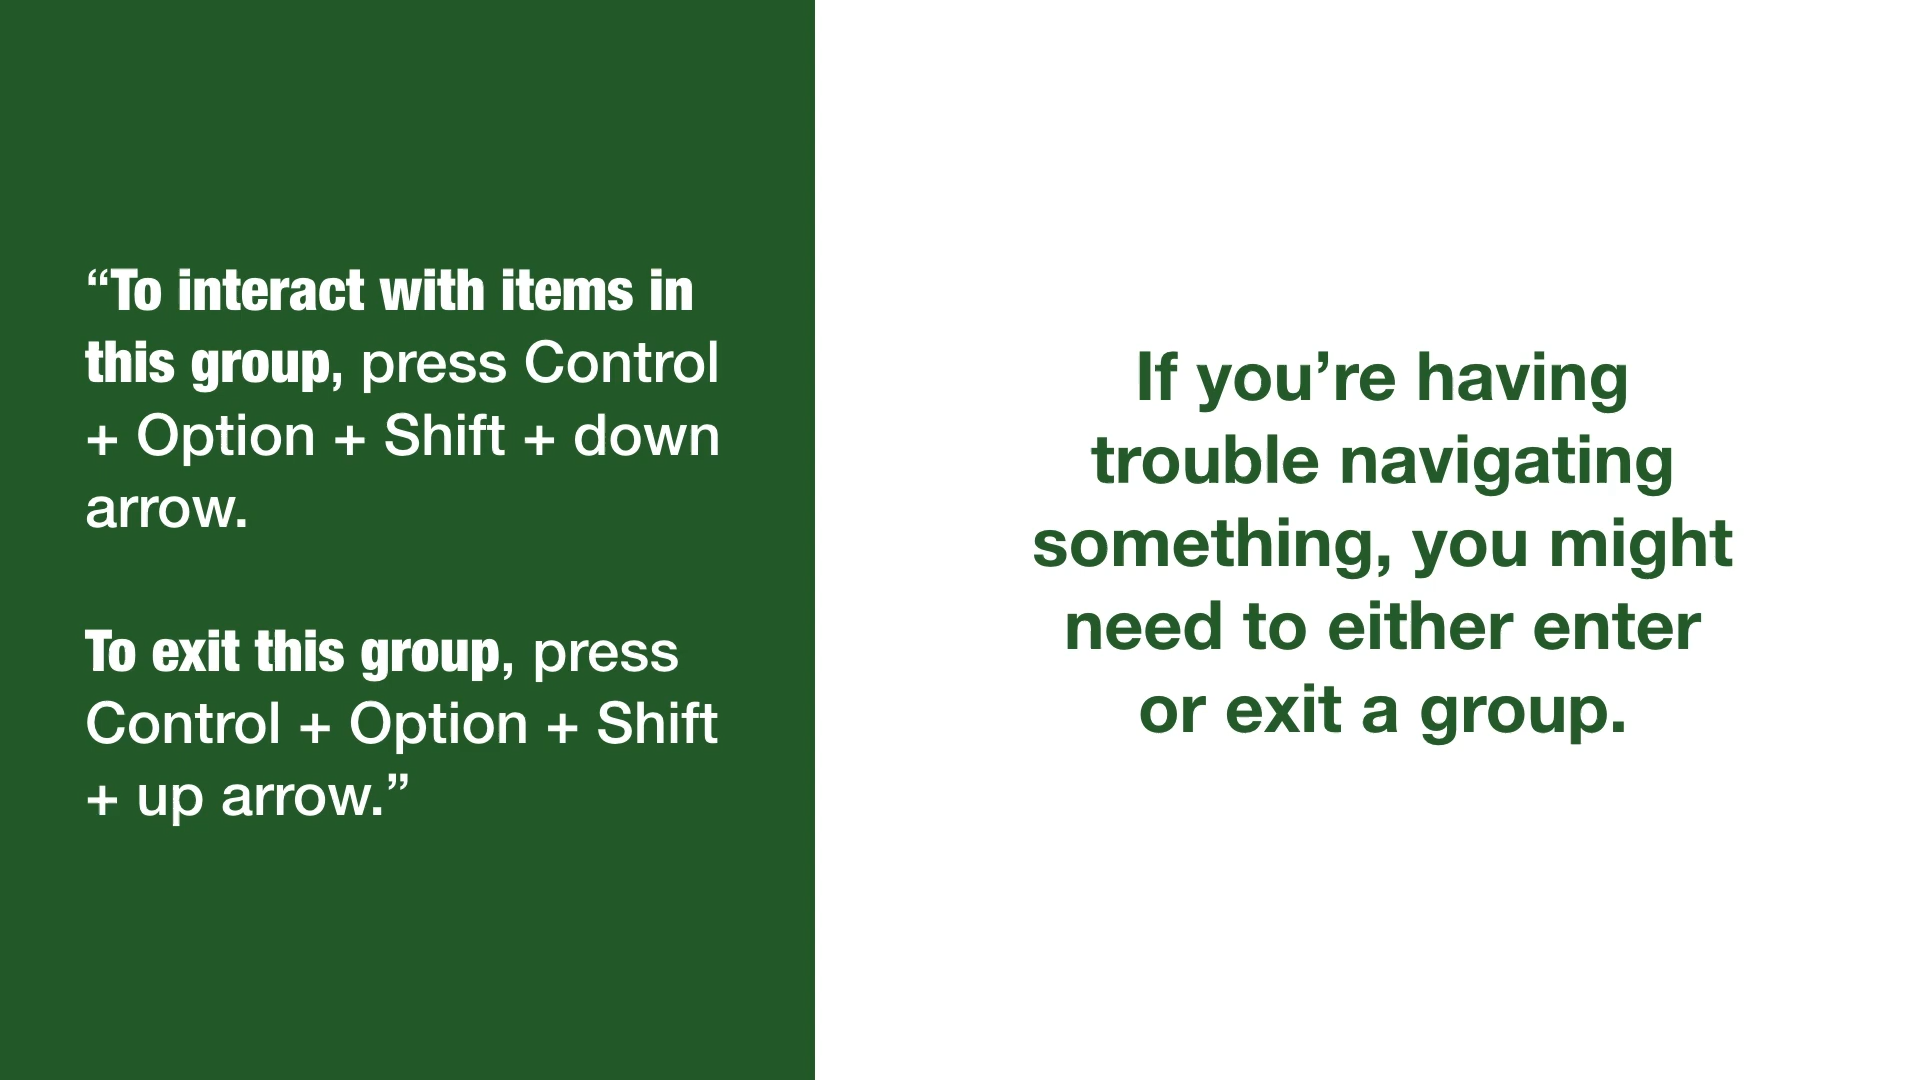 “To interact with items in
this group, press Control
+ Option + Shift + down
arrow.
To exit this group, press
Control + Option + Shift
+ up arrow.”
If you’re having
trouble navigating
something, you might
need to either enter
or exit a group.